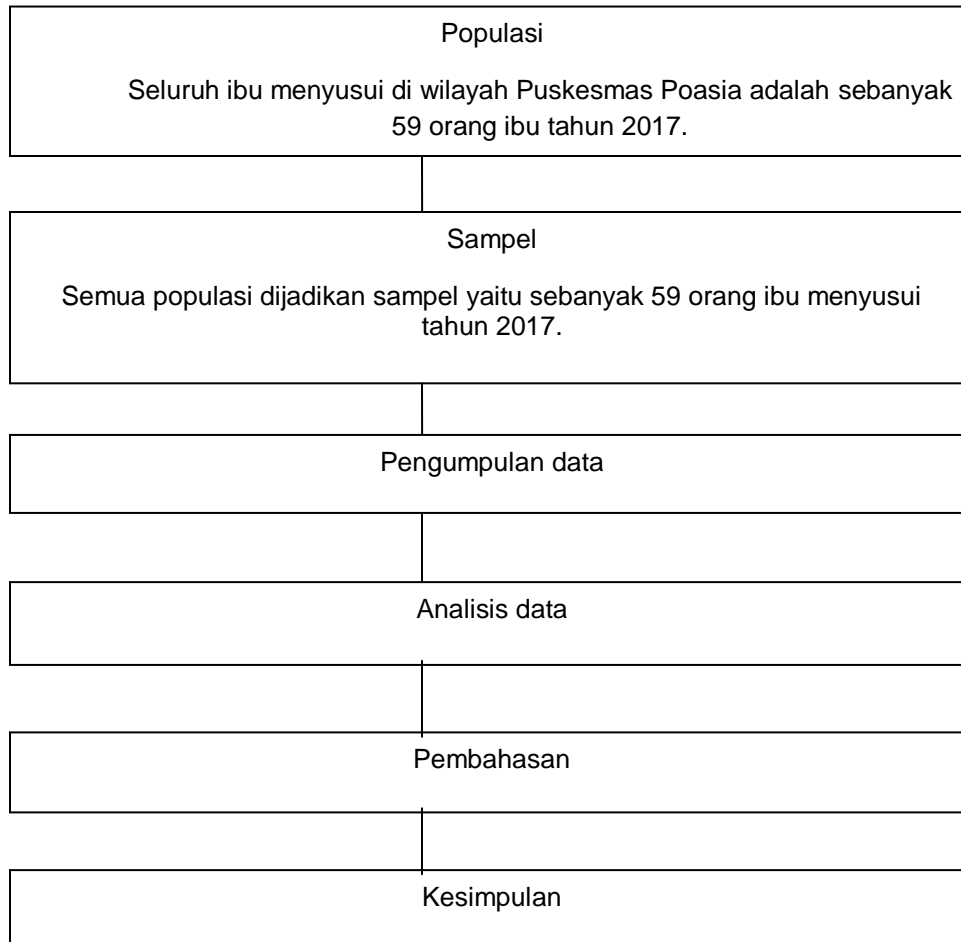 Populasi
Seluruh ibu menyusui di wilayah Puskesmas Poasia adalah sebanyak
59 orang ibu tahun 2017.
Sampel
Semua populasi dijadikan sampel yaitu sebanyak 59 orang ibu menyusui
tahun 2017.
Pengumpulan data
Analisis data
Pembahasan
Kesimpulan